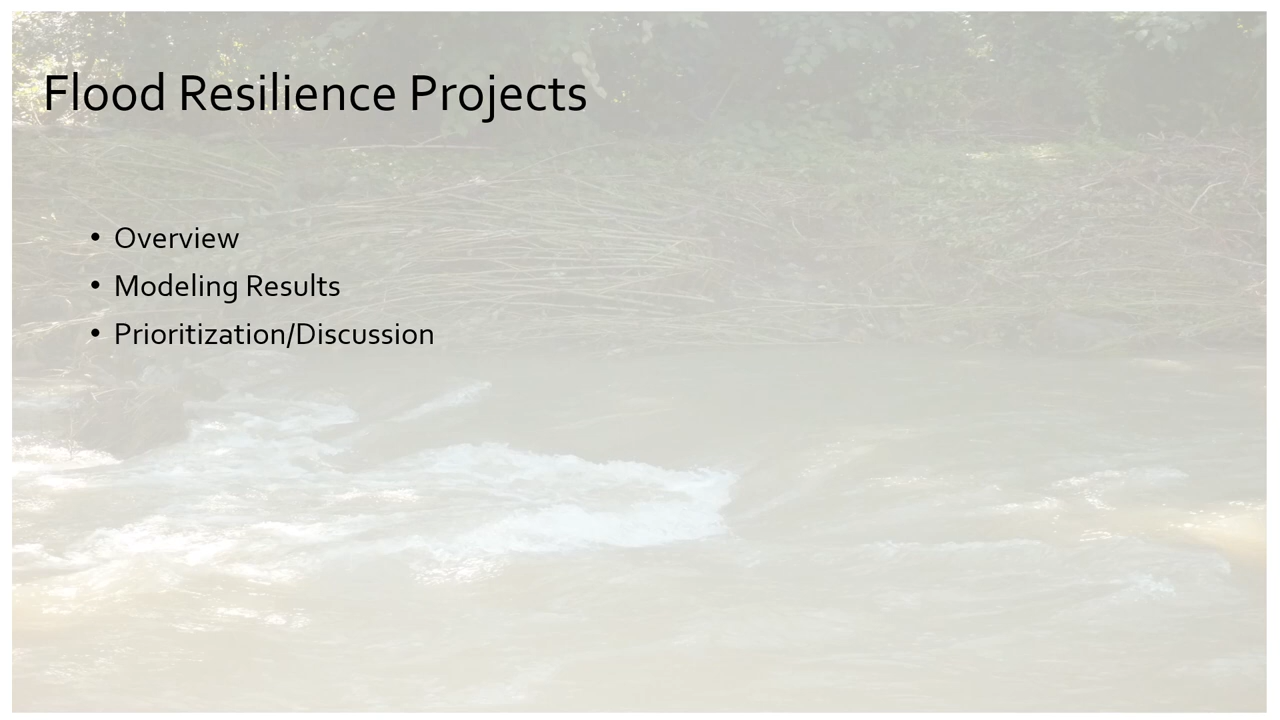 Flood Resilience Projects
• Overview
• Modeling Results
• Prioritization/Discussion